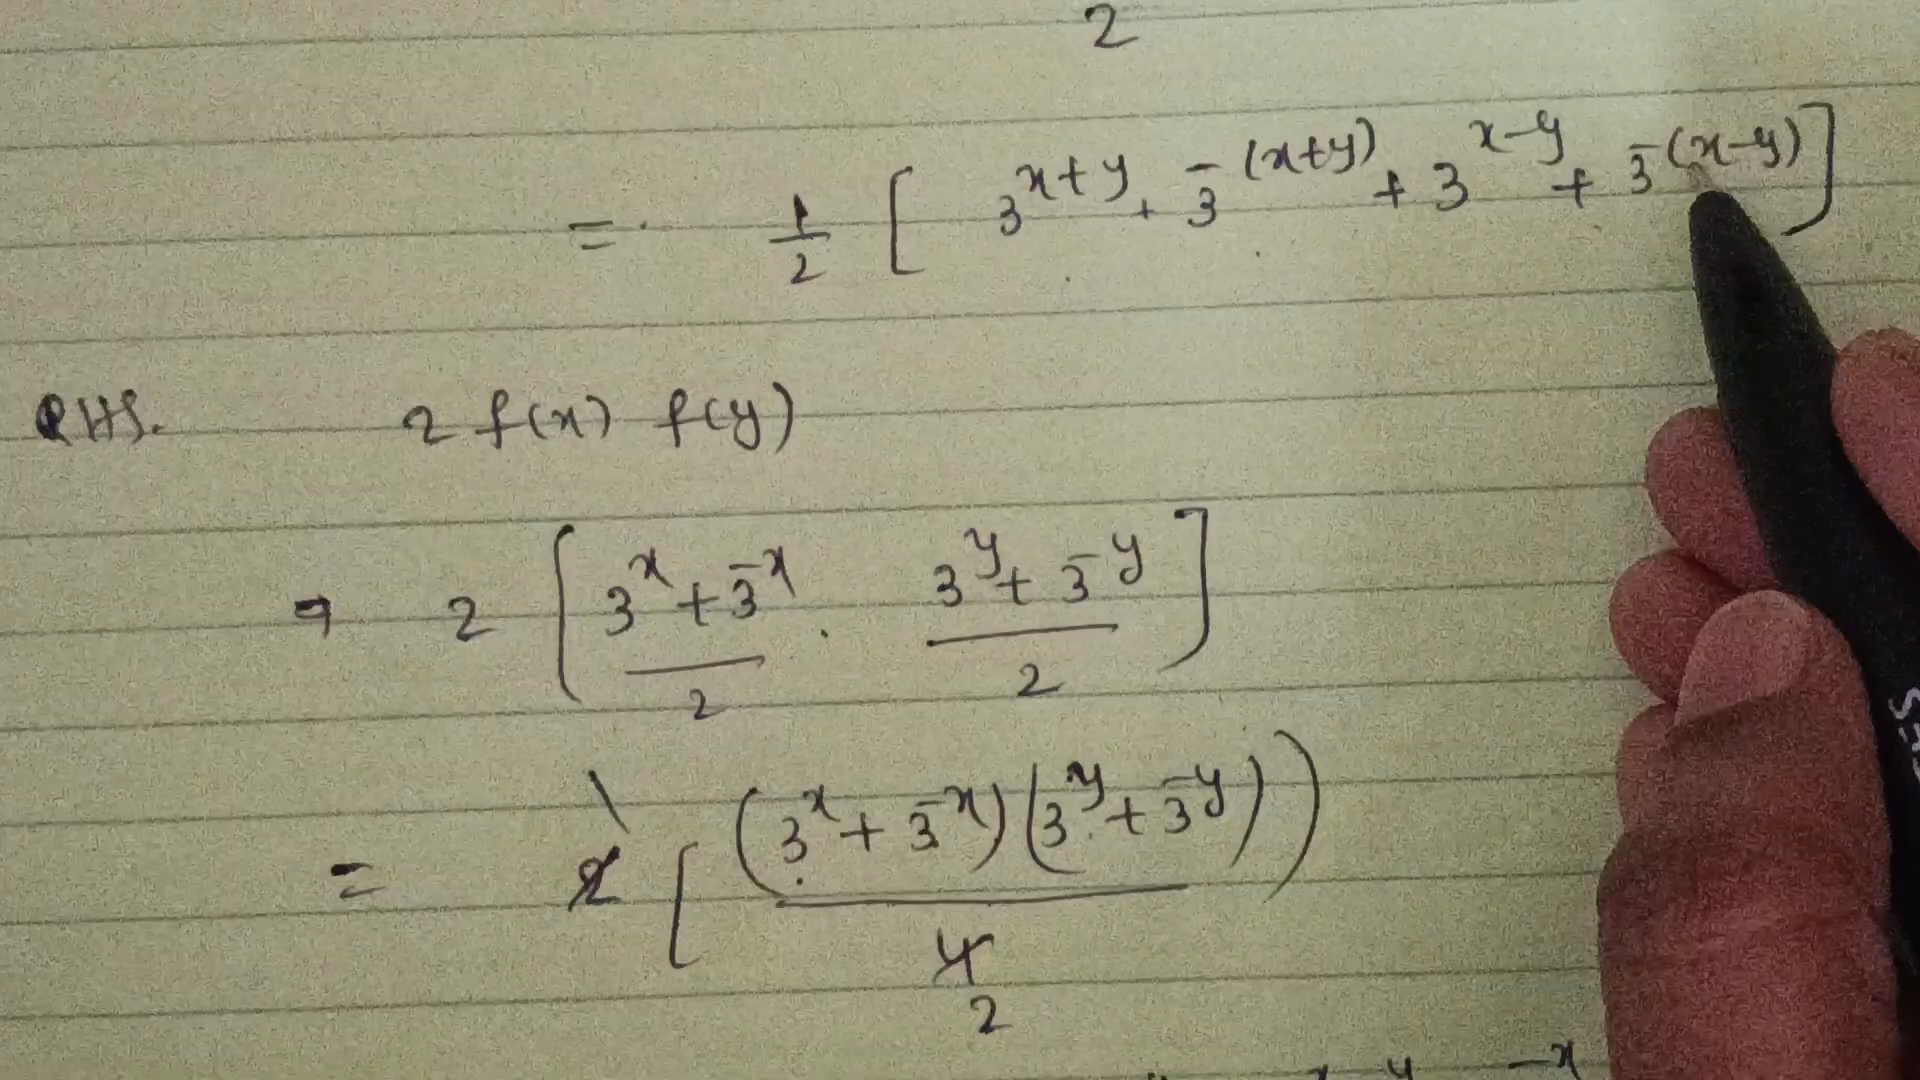 2
= 1/2 [ 3^{x+y} + 3^{-(x+y)} + 3^{x-y} + 3^{-(x-y)} ]
RHS. 2 f(x) f(y)
⇒ 2 [ (3^x + 3^{-x})/2 . (3^y + 3^{-y})/2 ]
= 2 [ (3^x + 3^{-x})(3^y + 3^{-y}) / 4 )
2